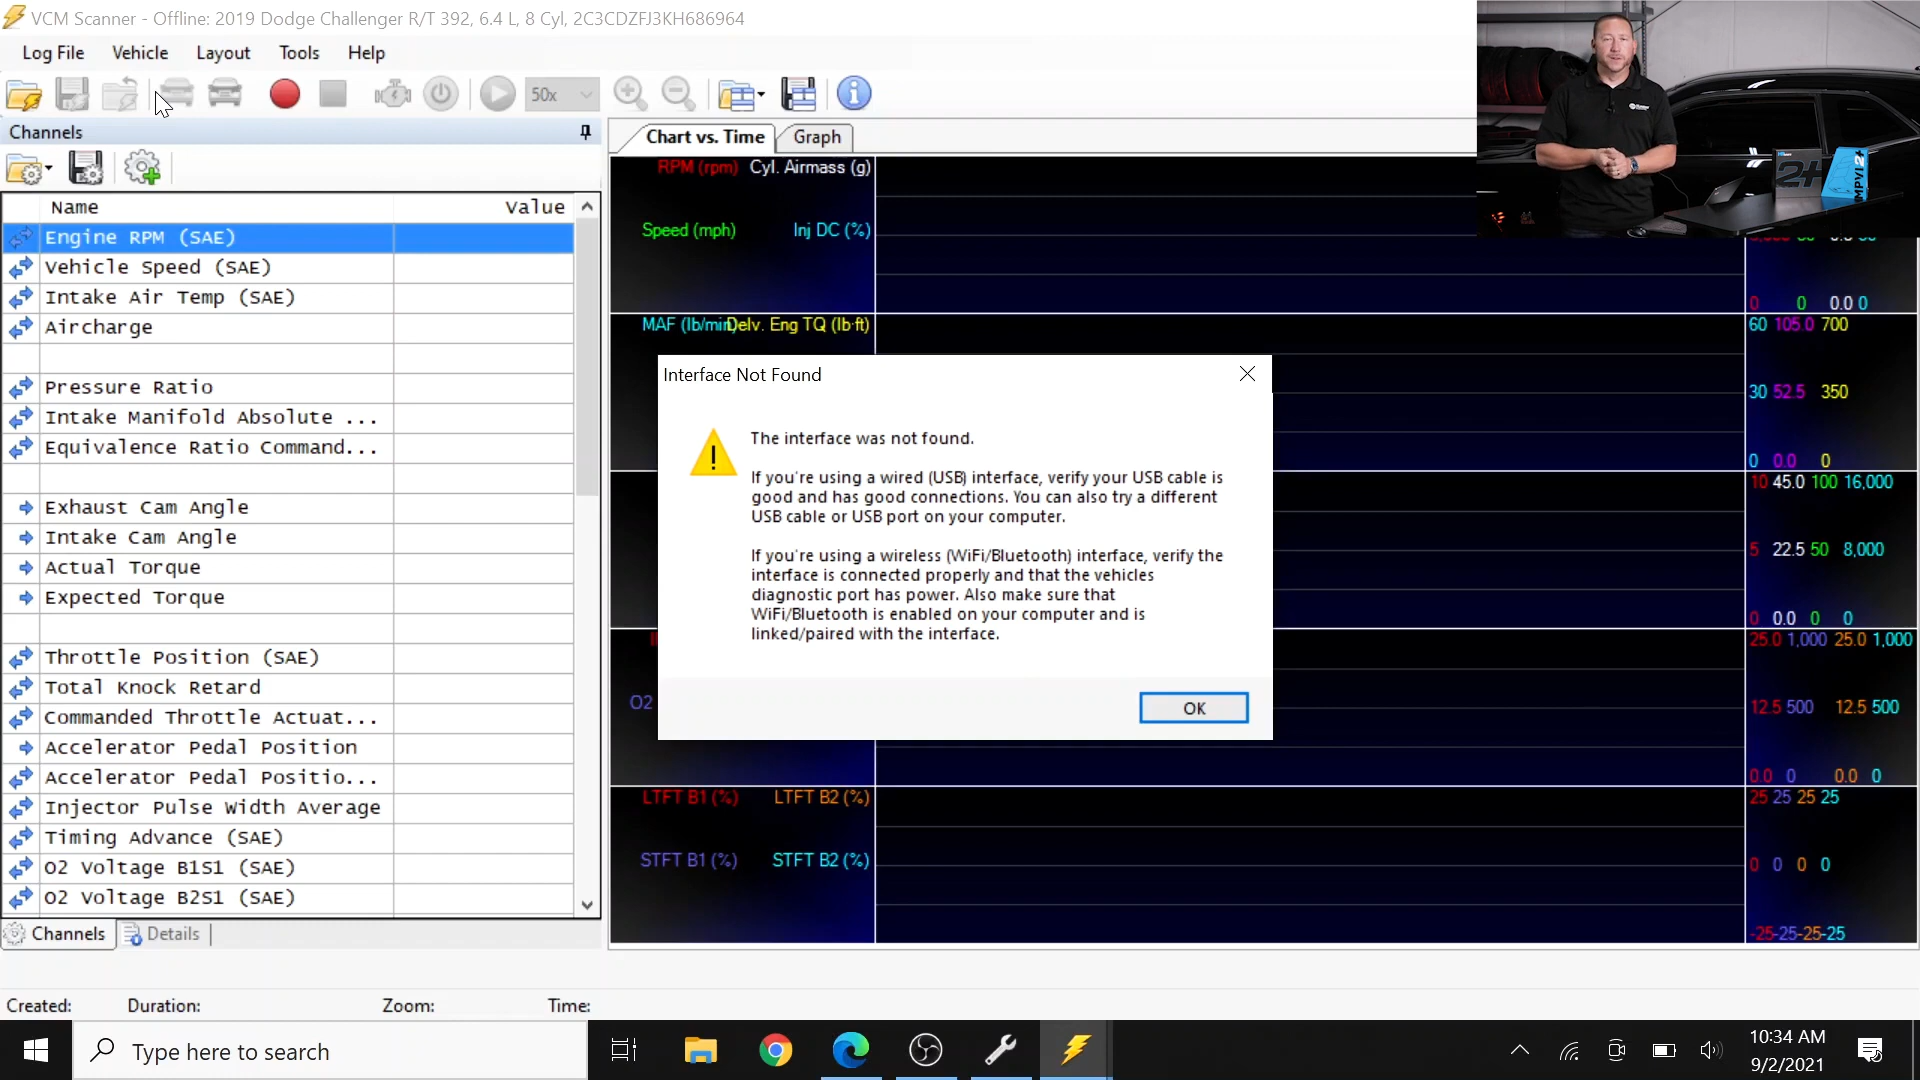 VCM Scanner - Offline: 2019 Dodge Challenger R/T 392, 6.4 L, 8 Cyl, 2C3CDZFJ3KH686964
Log File Vehicle Layout Tools Help
50x
Channels
Name Value
Engine RPM (SAE)
Vehicle Speed (SAE)
Intake Air Temp (SAE)
Aircharge
Pressure Ratio
Intake Manifold Absolute ...
Equivalence Ratio Command...
Exhaust Cam Angle
Intake Cam Angle
Actual Torque
Expected Torque
Throttle Position (SAE)
Total Knock Retard
Commanded Throttle Actuat...
Accelerator Pedal Position
Accelerator Pedal Positio...
Injector Pulse Width Average
Timing Advance (SAE)
O2 Voltage B1S1 (SAE)
O2 Voltage B2S1 (SAE)
Channels Details
Chart vs. Time Graph
RPM (rpm) Cyl. Airmass (g)
Speed (mph) Inj DC (%)
0 0 0.0 0
MAF (lb/min) Delv. Eng TQ (lb·ft)
60 105.0 700
30 52.5 350
0 0.0 0
10 45.0 100 16,000
5 22.5 50 8,000
0 0.0 0 0
25.0 1,000 25.0 1,000
O2
12.5 500 12.5 500
0.0 0 0.0 0
LTFT B1 (%) LTFT B2 (%)
25 25 25 25
STFT B1 (%) STFT B2 (%)
0 0 0 0
-25 -25 -25 -25
Interface Not Found
The interface was not found.
If you're using a wired (USB) interface, verify your USB cable is
good and has good connections. You can also try a different
USB cable or USB port on your computer.
If you're using a wireless (WiFi/Bluetooth) interface, verify the
interface is connected properly and that the vehicles
diagnostic port has power. Also make sure that
WiFi/Bluetooth is enabled on your computer and is
linked/paired with the interface.
OK
2+
MPVI2+
Created: Duration: Zoom: Time:
Type here to search
10:34 AM
9/2/2021